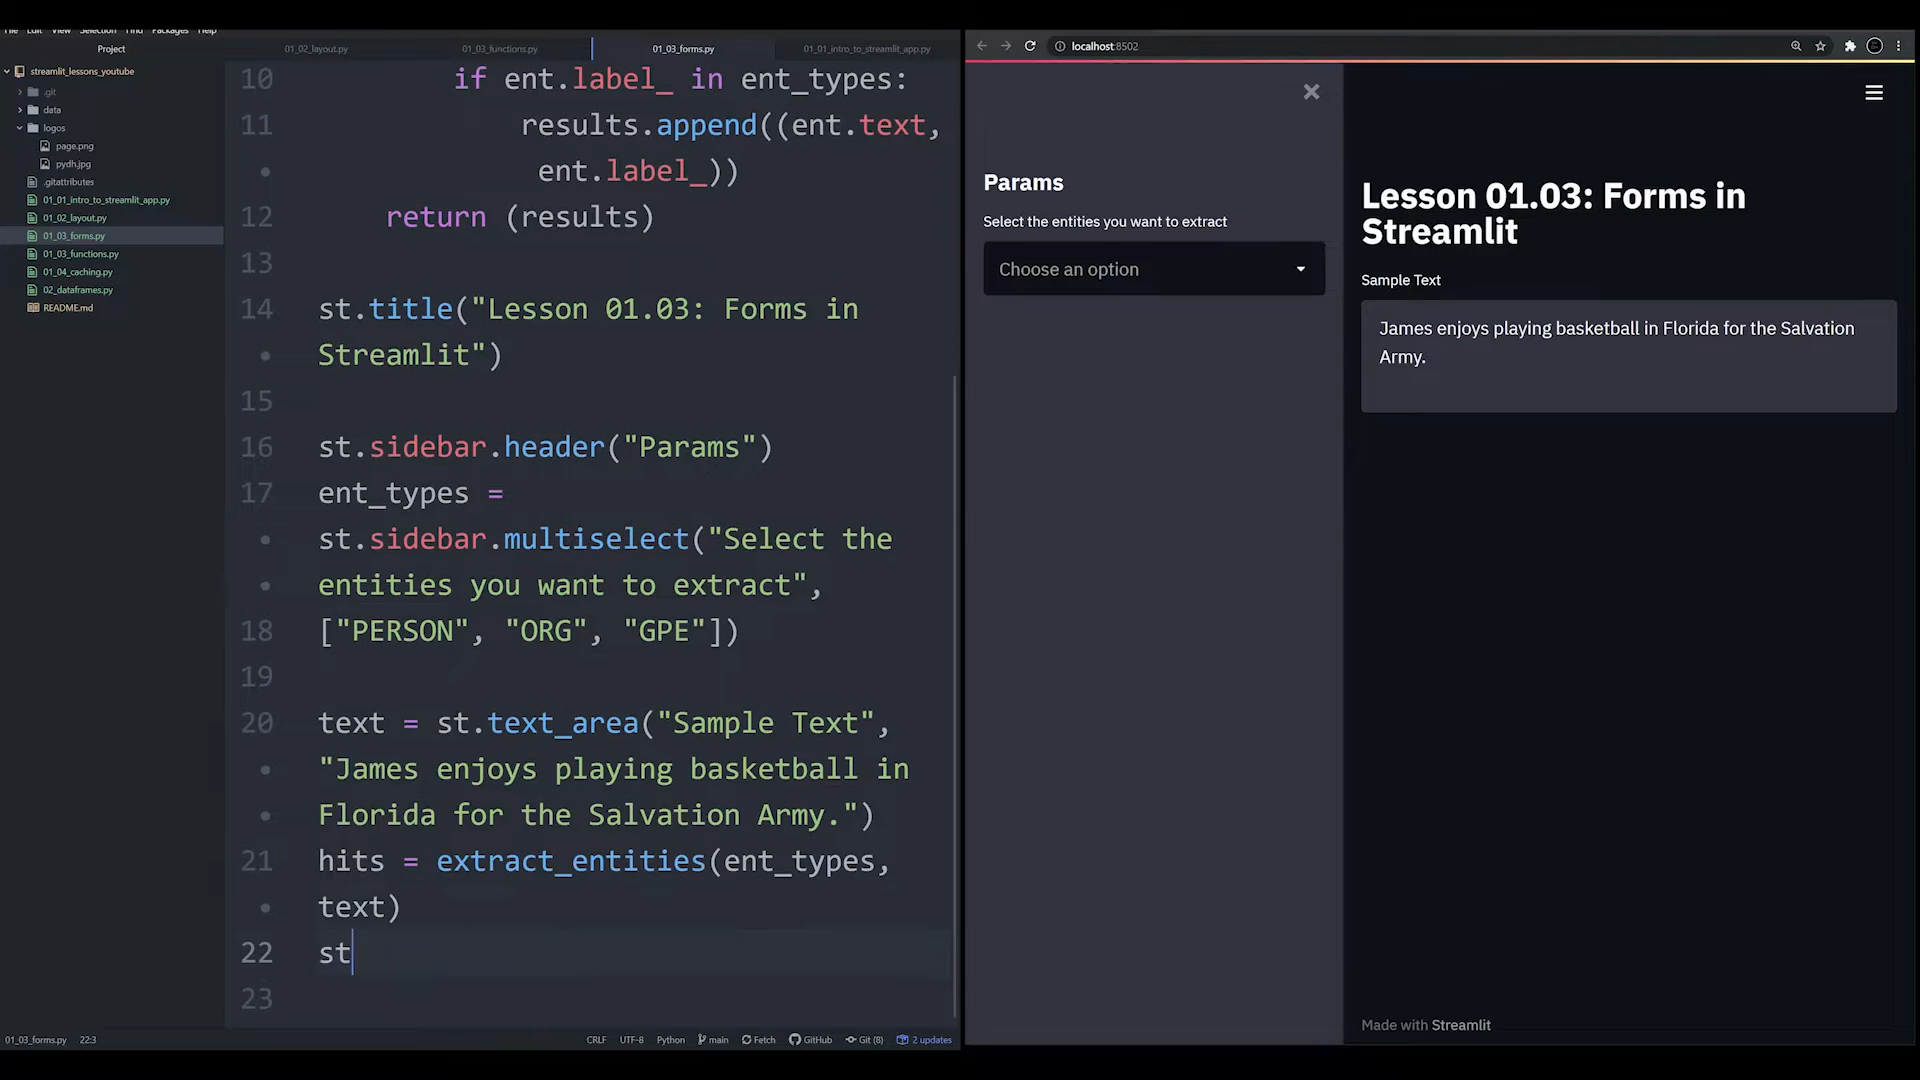 File Edit View Selection Find Packages Help
Project
01_02_layout.py
01_03_functions.py
01_03_forms.py
01_01_intro_to_streamlit_app.py
streamlit_lessons_youtube
.git
data
logos
page.png
pydh.jpg
.gitattributes
01_01_intro_to_streamlit_app.py
01_02_layout.py
01_03_forms.py
01_03_functions.py
01_04_caching.py
02_dataframes.py
README.md
10 if ent.label_ in ent_types:
11 results.append((ent.text,
ent.label_))
12 return (results)
13
14 st.title("Lesson 01.03: Forms in
Streamlit")
15
16 st.sidebar.header("Params")
17 ent_types =
st.sidebar.multiselect("Select the
entities you want to extract",
18 ["PERSON", "ORG", "GPE"])
19
20 text = st.text_area("Sample Text",
"James enjoys playing basketball in
Florida for the Salvation Army.")
21 hits = extract_entities(ent_types,
text)
22 st
23
01_03_forms.py 22:3
CRLF UTF-8 Python main Fetch GitHub Git (8) 2 updates
localhost:8502
Params
Select the entities you want to extract
Choose an option
Lesson 01.03: Forms in
Streamlit
Sample Text
James enjoys playing basketball in Florida for the Salvation
Army.
Made with Streamlit